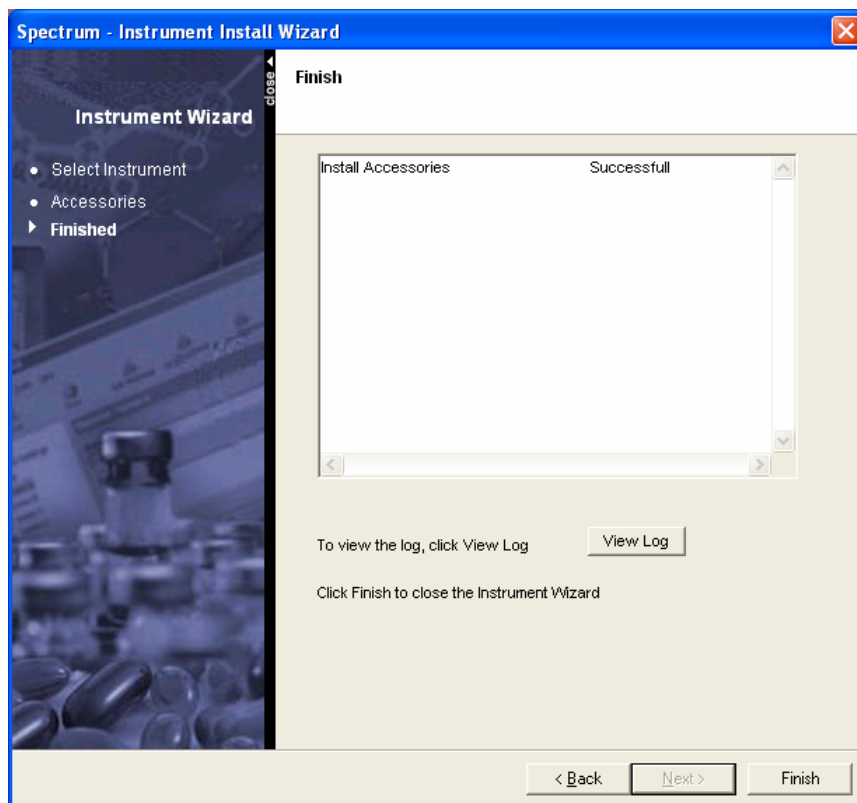 Spectrum - Instrument Install Wizard
close
Instrument Wizard
Select Instrument
Accessories
Finished
Finish
Install Accessories Successfull
To view the log, click View Log
View Log
Click Finish to close the Instrument Wizard
< Back
Next >
Finish